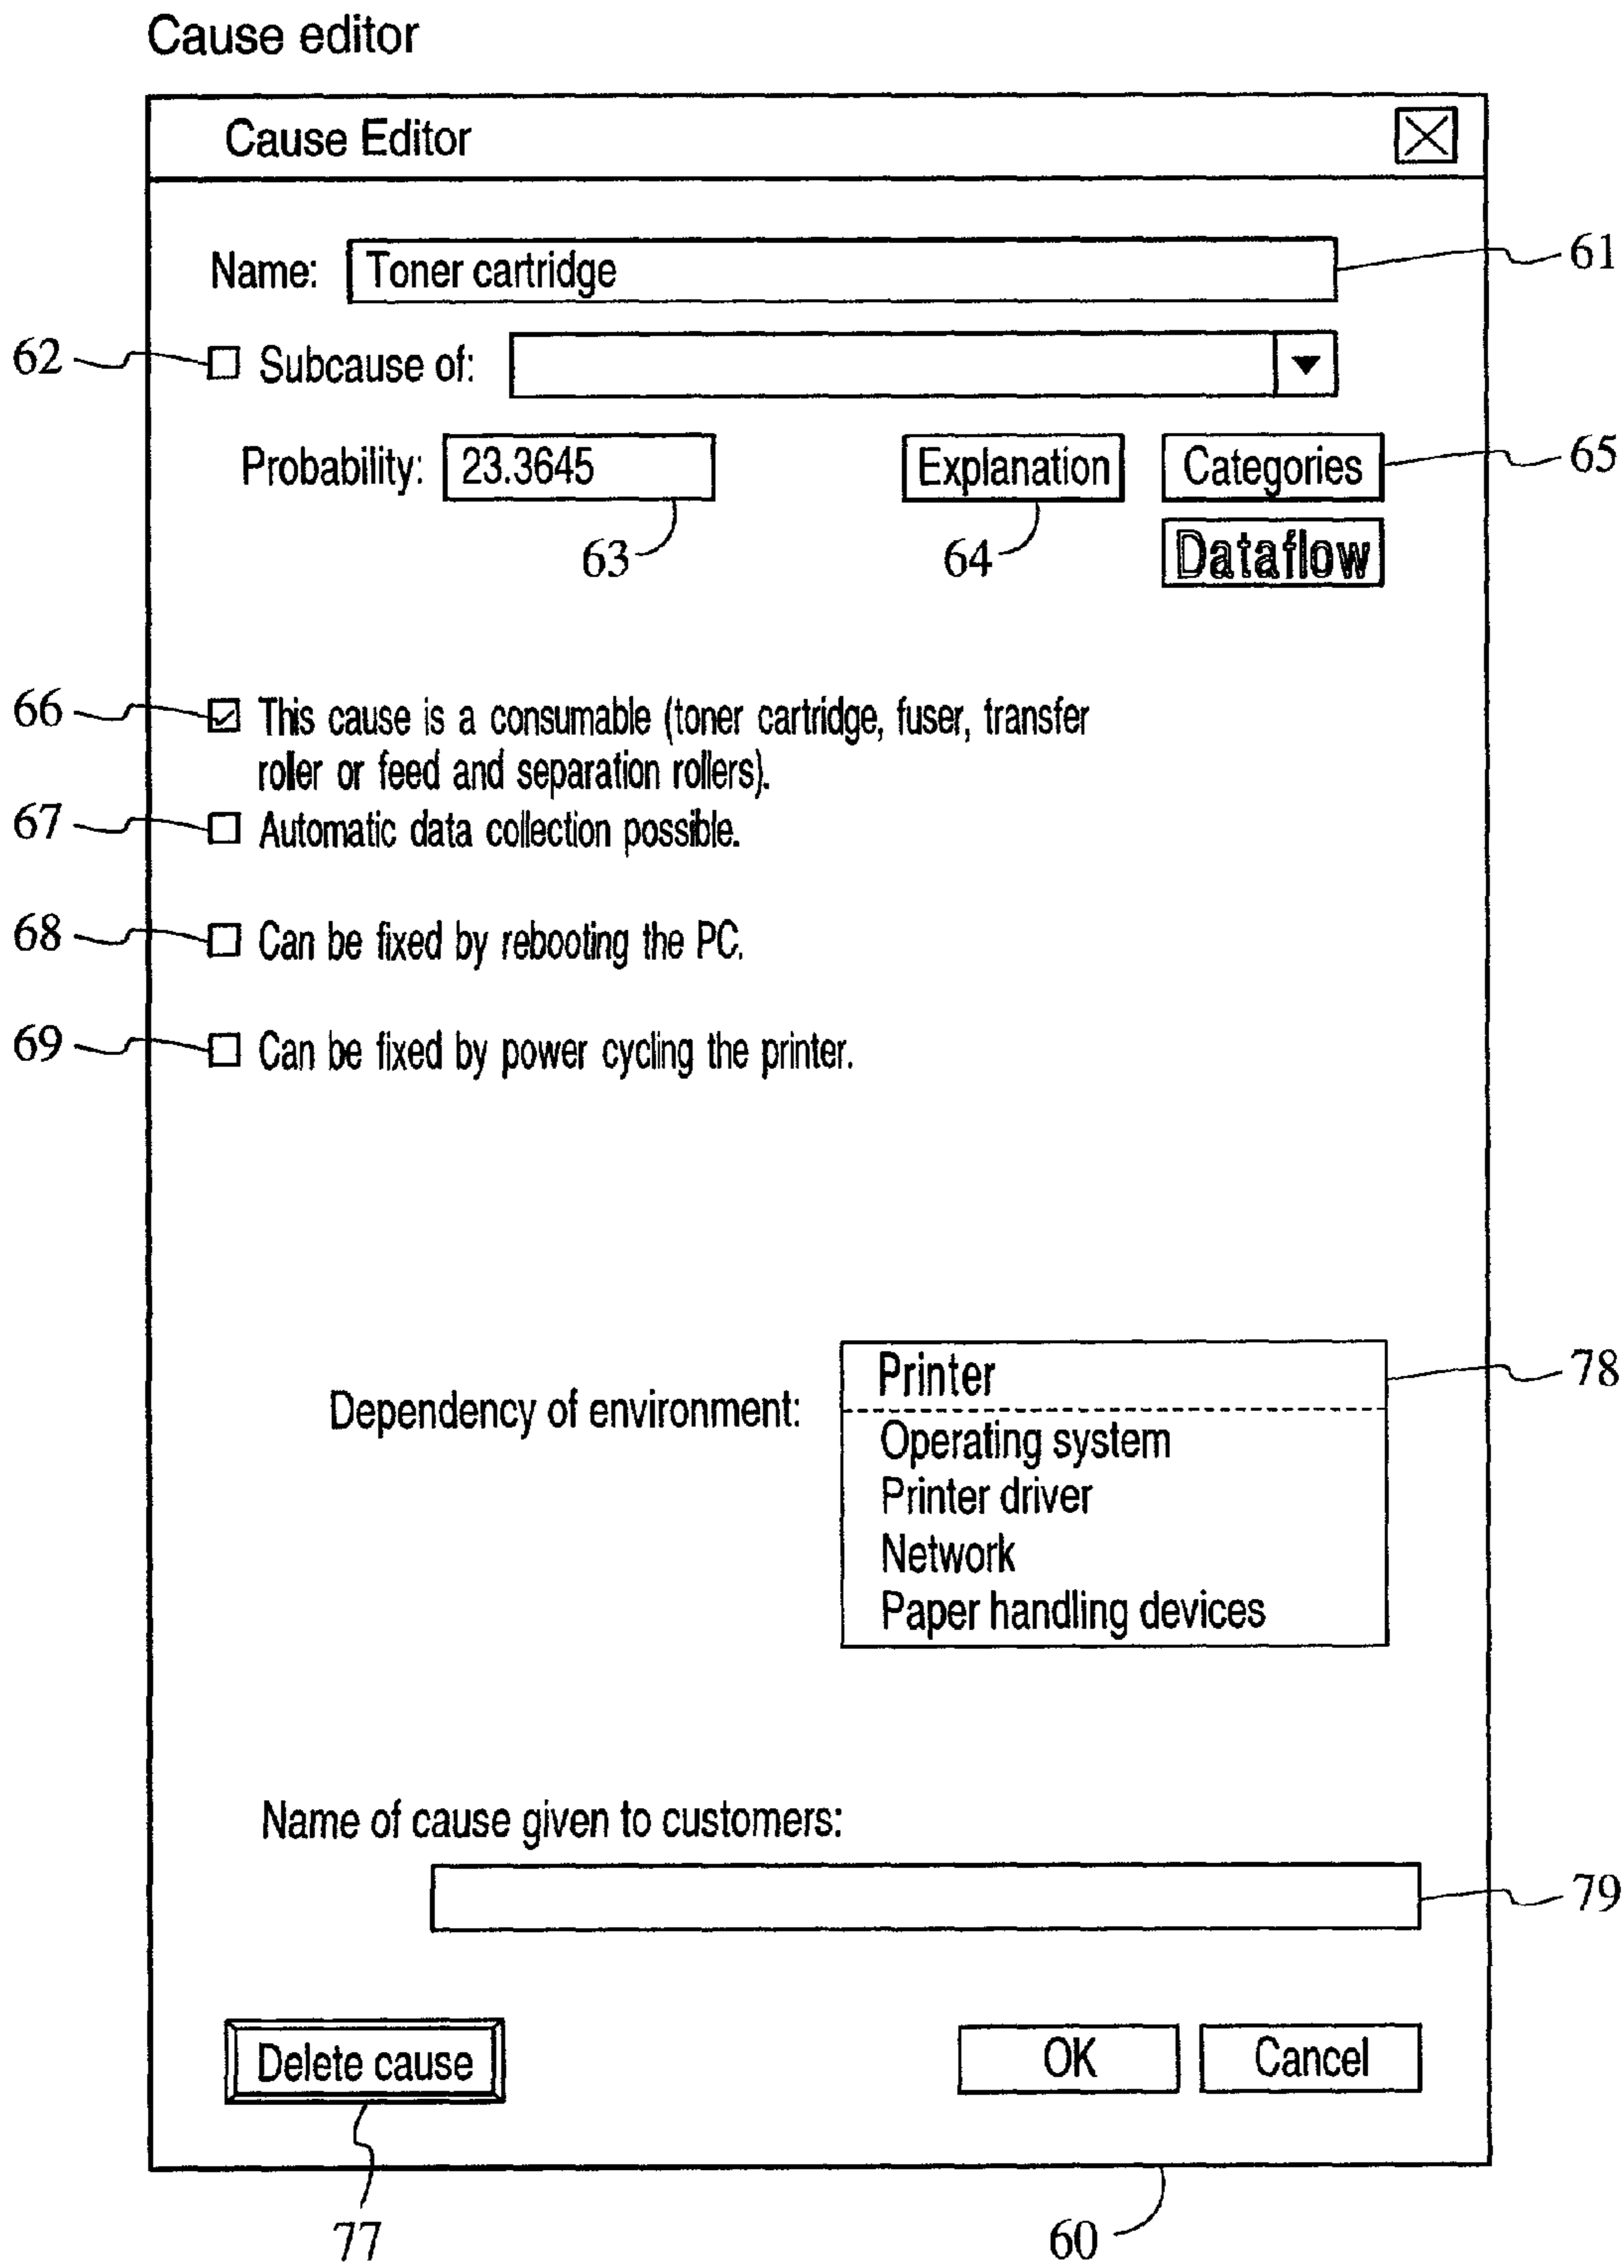 Cause editor
Cause Editor
Name: Toner cartridge
61
62
Subcause of:
Probability: 23.3645
Explanation
Categories
65
63
64
Dataflow
66
This cause is a consumable (toner cartridge, fuser, transfer
roller or feed and separation rollers).
67
Automatic data collection possible.
68
Can be fixed by rebooting the PC.
69
Can be fixed by power cycling the printer.
Dependency of environment:
Printer
78
Operating system
Printer driver
Network
Paper handling devices
Name of cause given to customers:
79
Delete cause
OK
Cancel
77
60